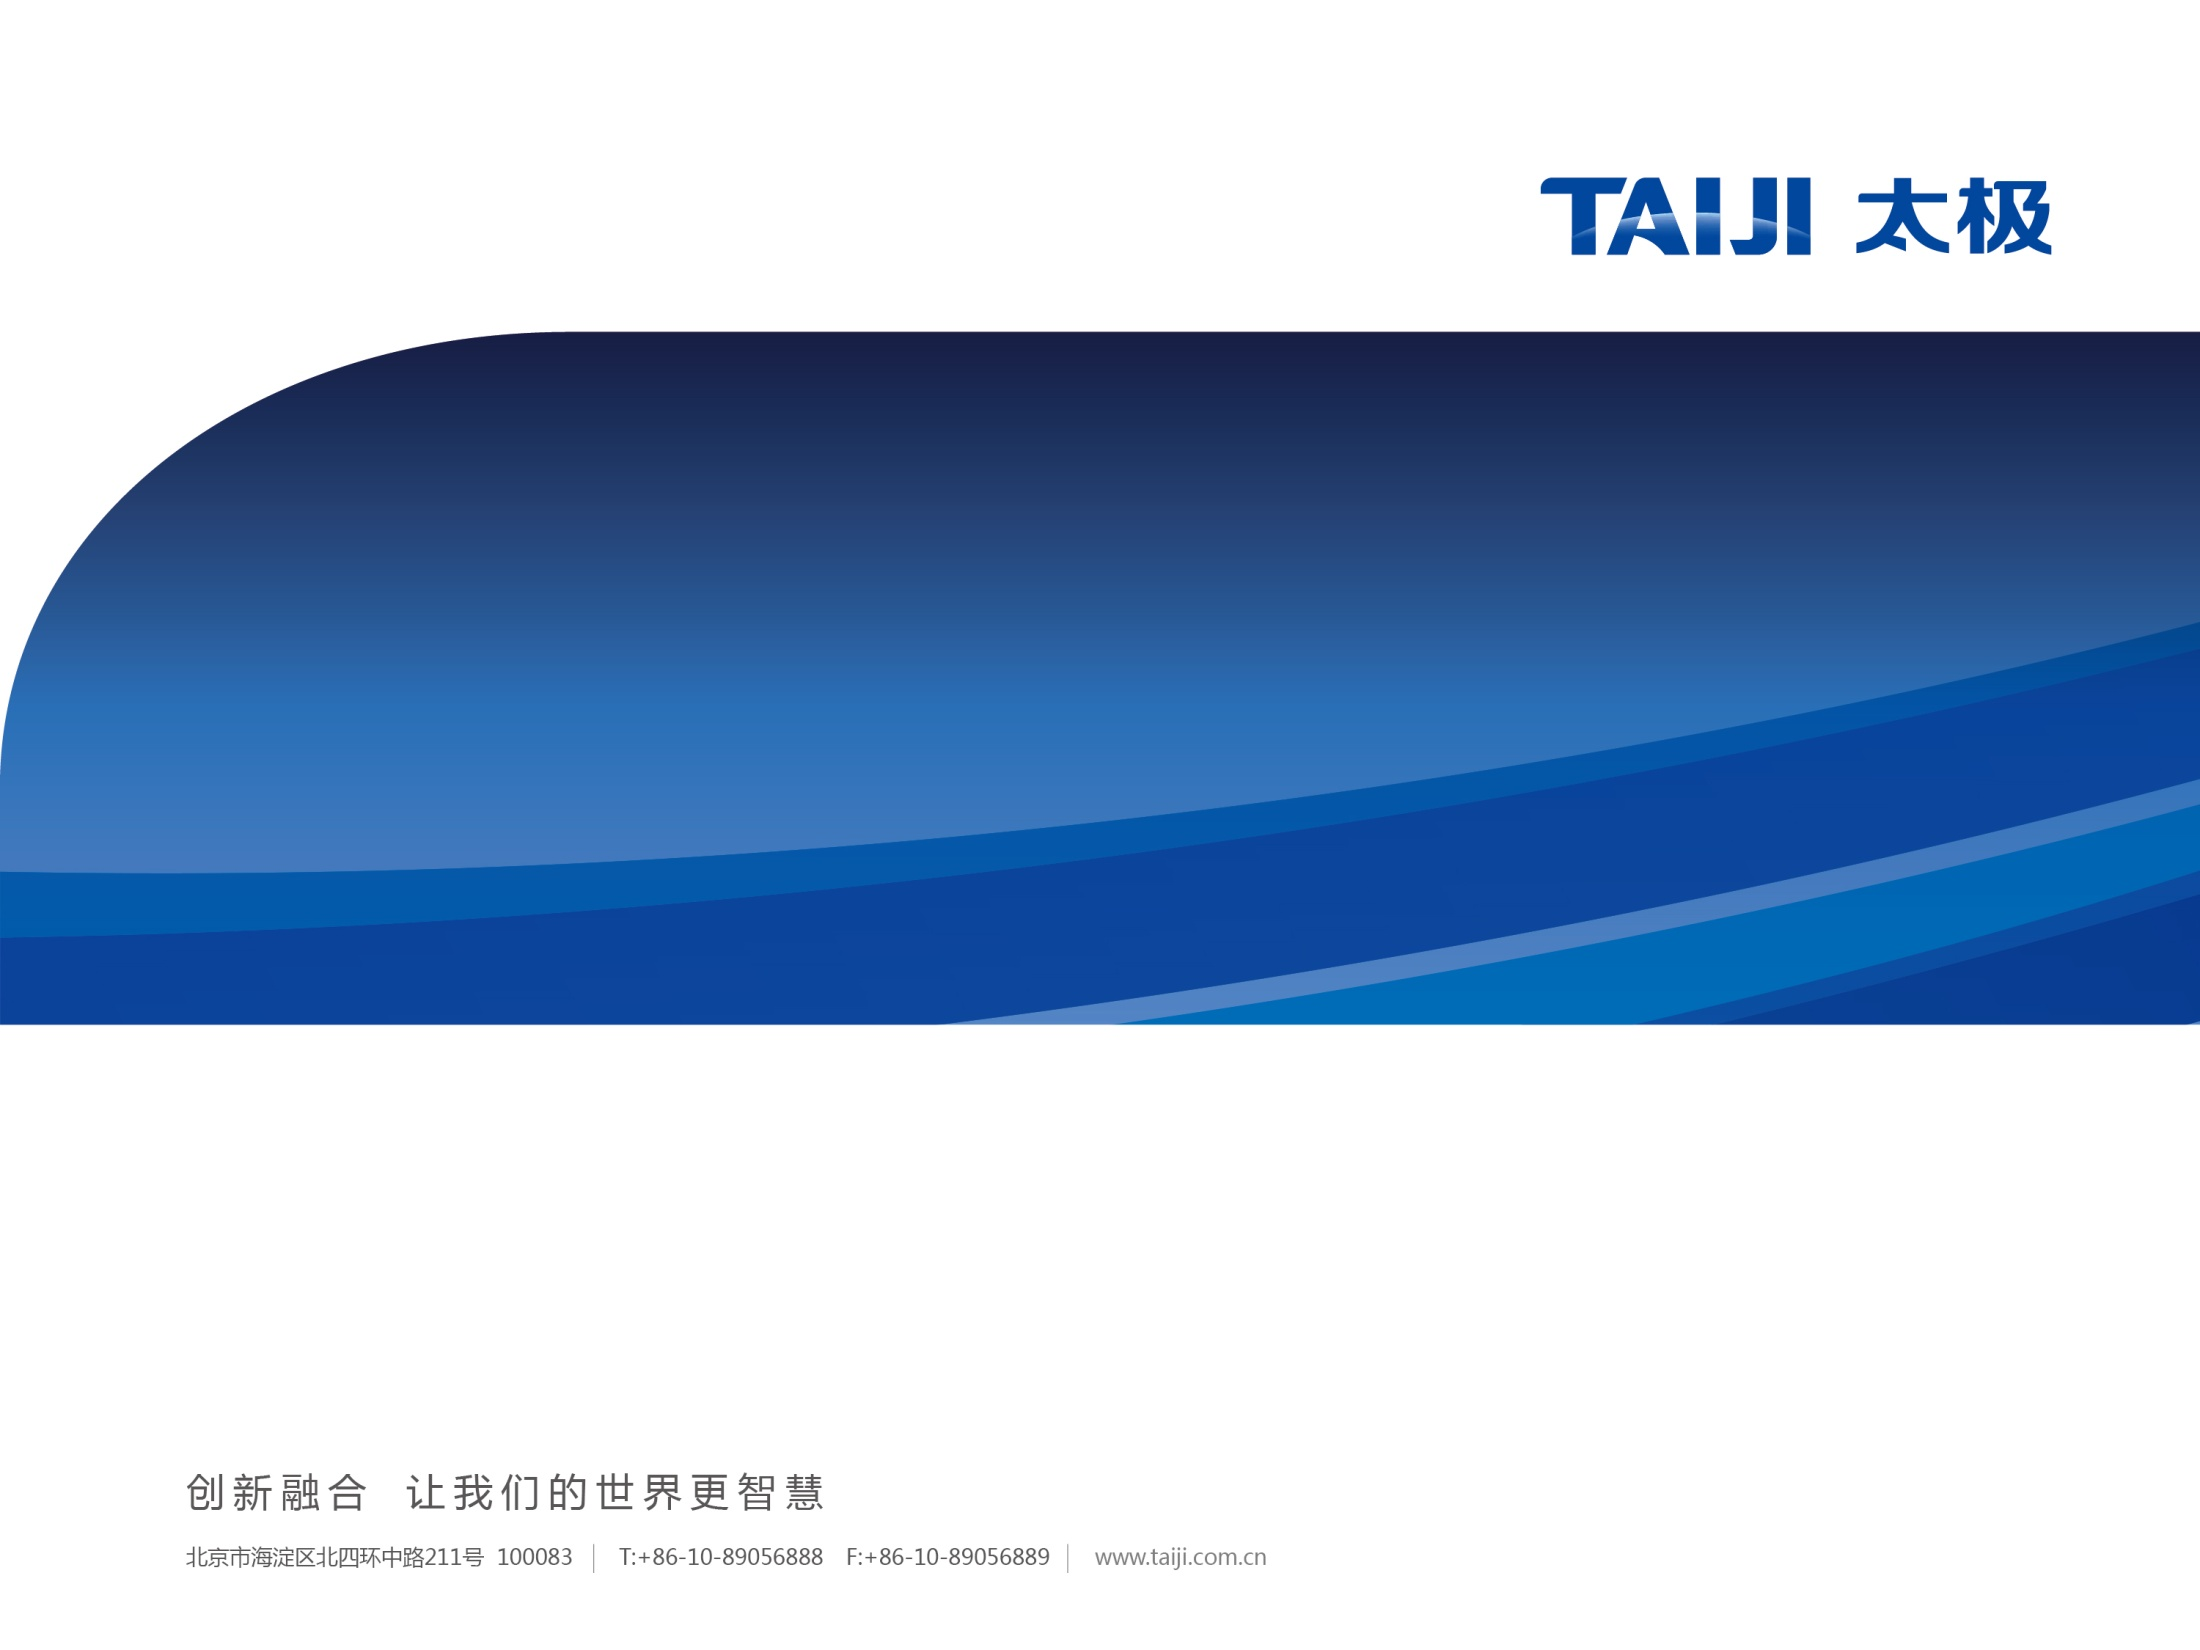 TAIJI 太极
创新融合 让我们的世界更智慧
北京市海淀区北四环中路211号 100083 | T:+86-10-89056888 F:+86-10-89056889 | www.taiji.com.cn